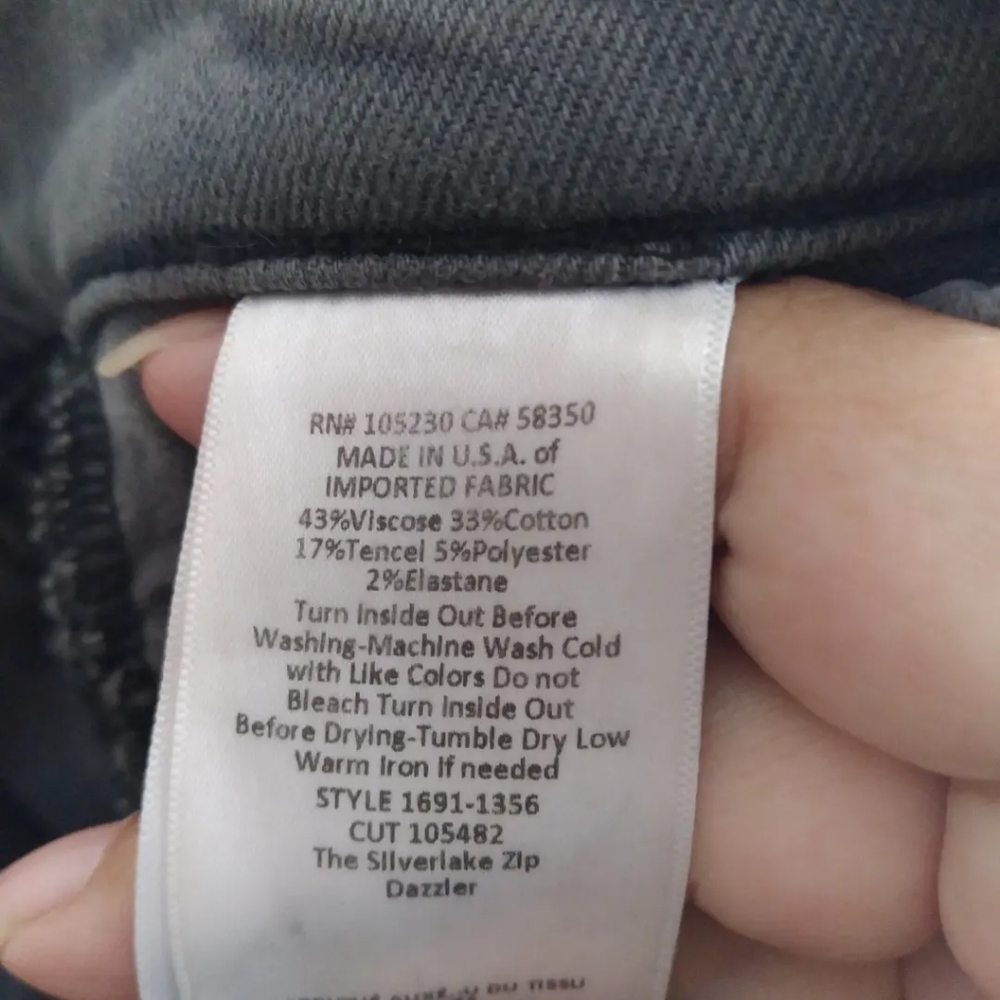 RN# 105230 CA# 58350
MADE IN U.S.A. of
IMPORTED FABRIC
43%Viscose 33%Cotton
17%Tencel 5%Polyester
2%Elastane
Turn Inside Out Before
Washing-Machine Wash Cold
with Like Colors Do not
Bleach Turn Inside Out
Before Drying-Tumble Dry Low
Warm Iron If needed
STYLE 1691-1356
CUT 105482
The Silverlake Zip
Dazzler
DU TISSU